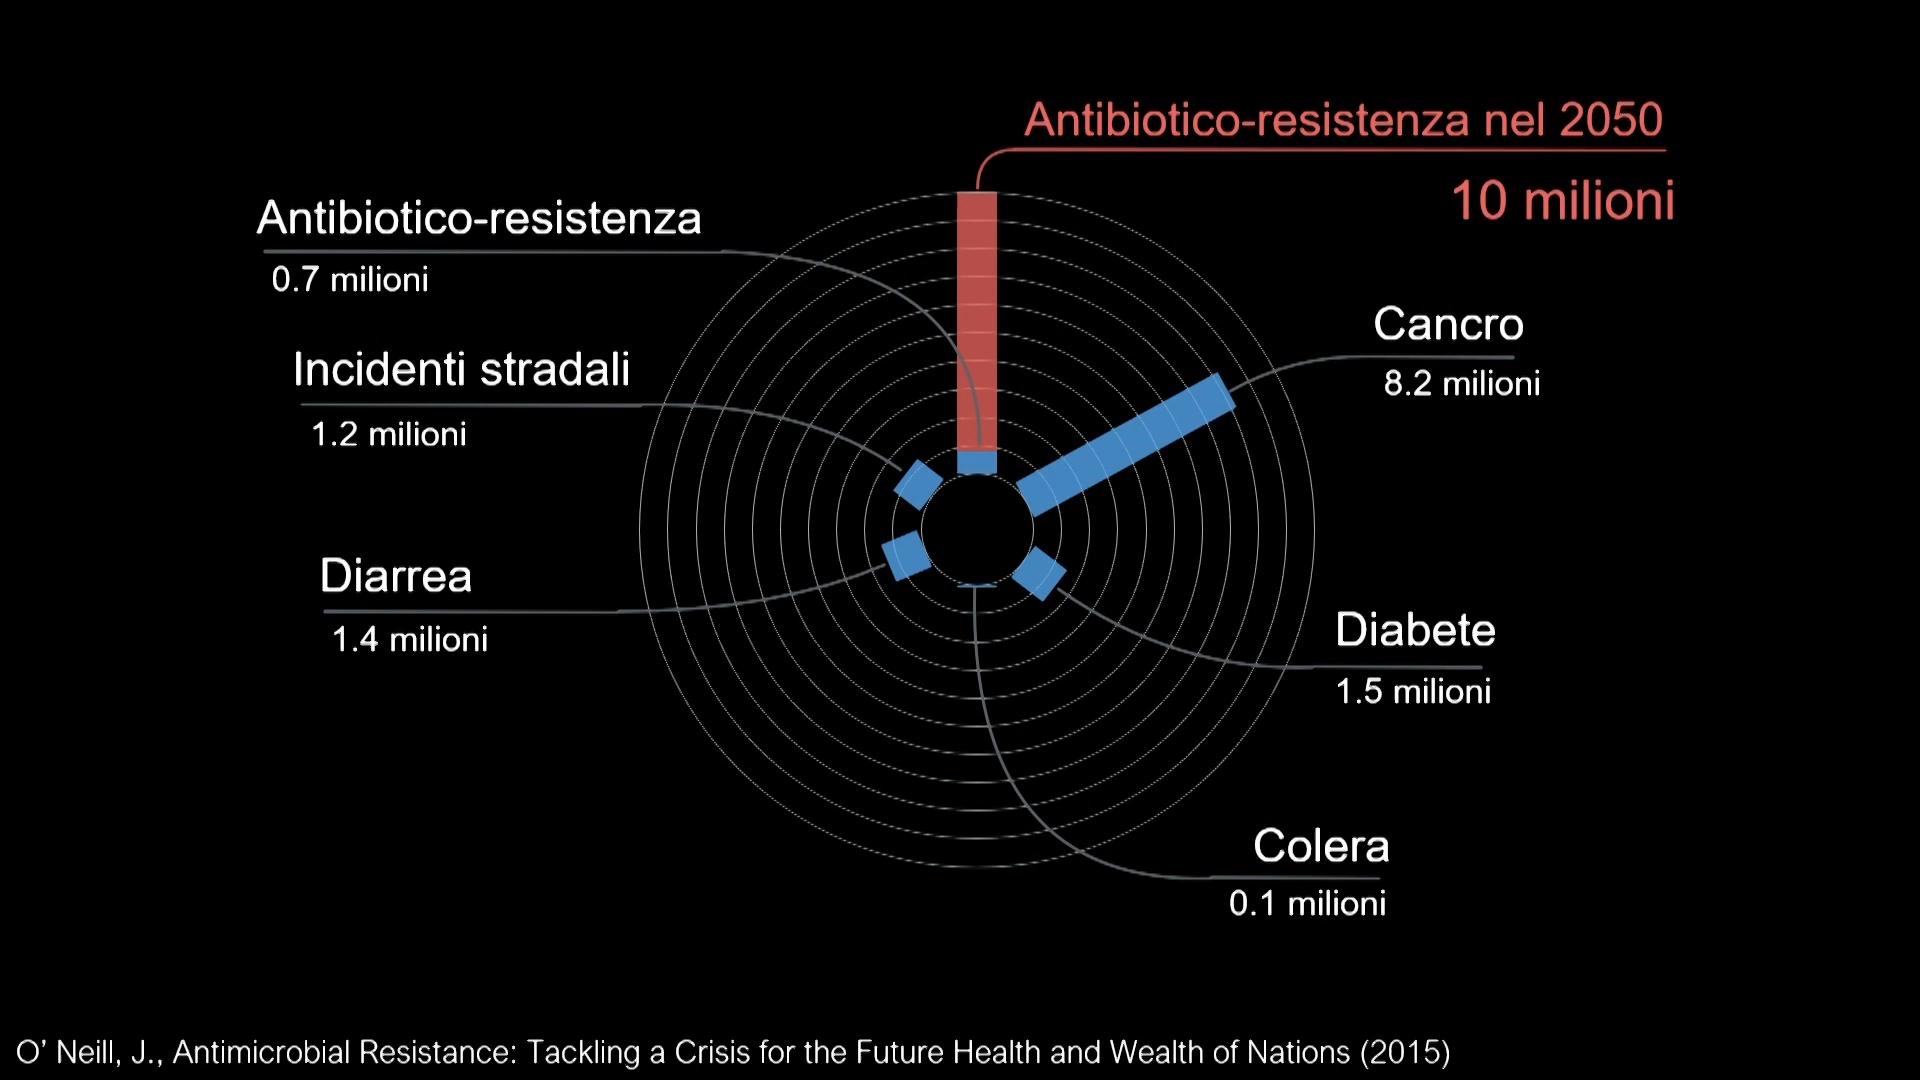 Antibiotico-resistenza nel 2050
10 milioni
Antibiotico-resistenza
0.7 milioni
Cancro
8.2 milioni
Incidenti stradali
1.2 milioni
Diarrea
1.4 milioni
Diabete
1.5 milioni
Colera
0.1 milioni
O’ Neill, J., Antimicrobial Resistance: Tackling a Crisis for the Future Health and Wealth of Nations (2015)